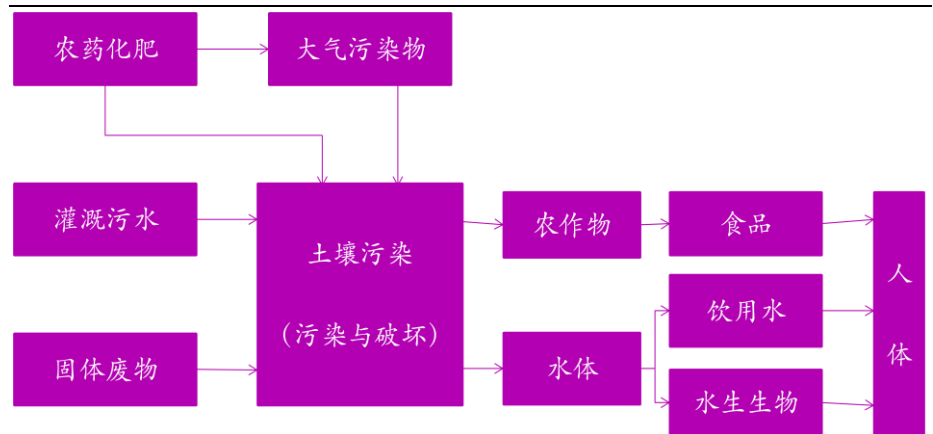 农药化肥
大气污染物
灌溉污水
土壤污染
（污染与破坏）
农作物
食品
人
体
饮用水
固体废物
水体
水生生物